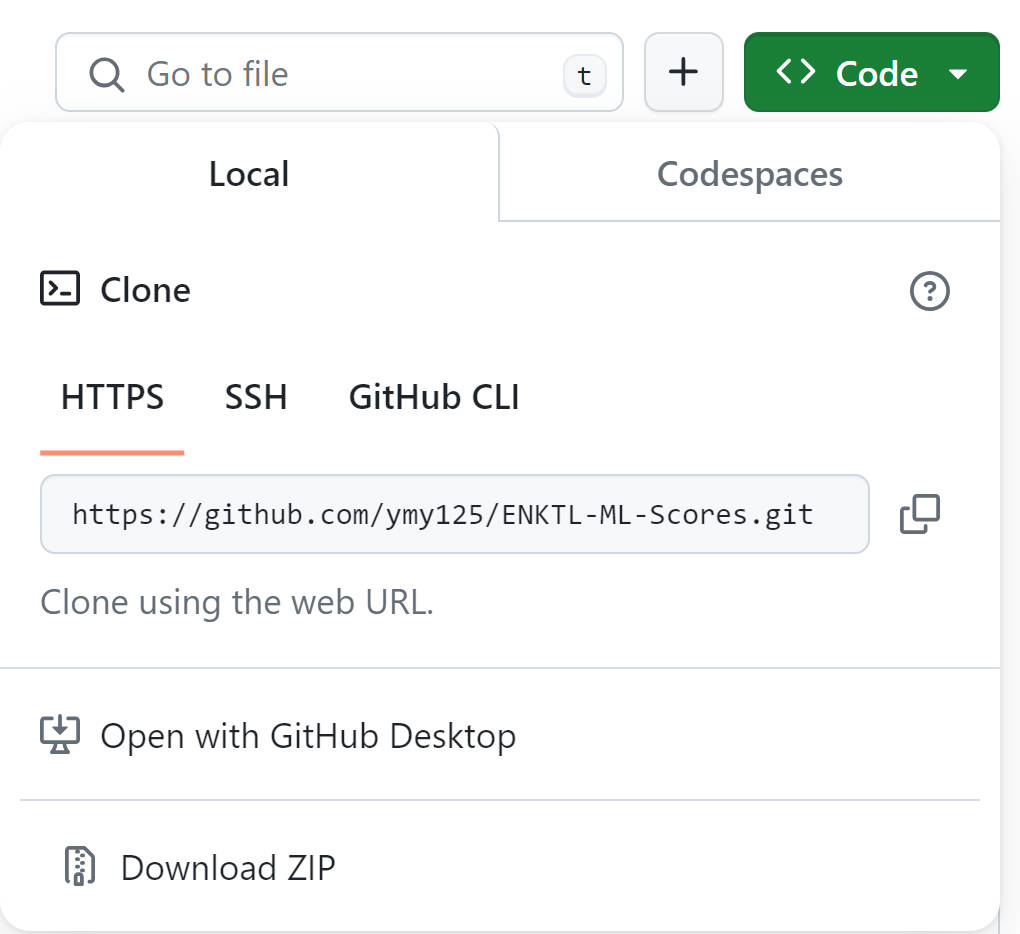 Go to file t + <> Code
Local Codespaces
Clone
HTTPS SSH GitHub CLI
https://github.com/ymy125/ENKTL-ML-Scores.git
Clone using the web URL.
Open with GitHub Desktop
Download ZIP